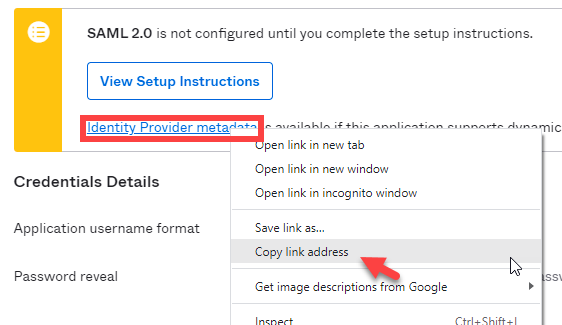 SAML 2.0 is not configured until you complete the setup instructions.
View Setup Instructions
Identity Provider metadata is available if this application supports dynamic
Open link in new tab
Open link in new window
Open link in incognito window
Credentials Details
Save link as...
Application username format
Copy link address
Password reveal
Get image descriptions from Google
Inspect Ctrl+Shift+I